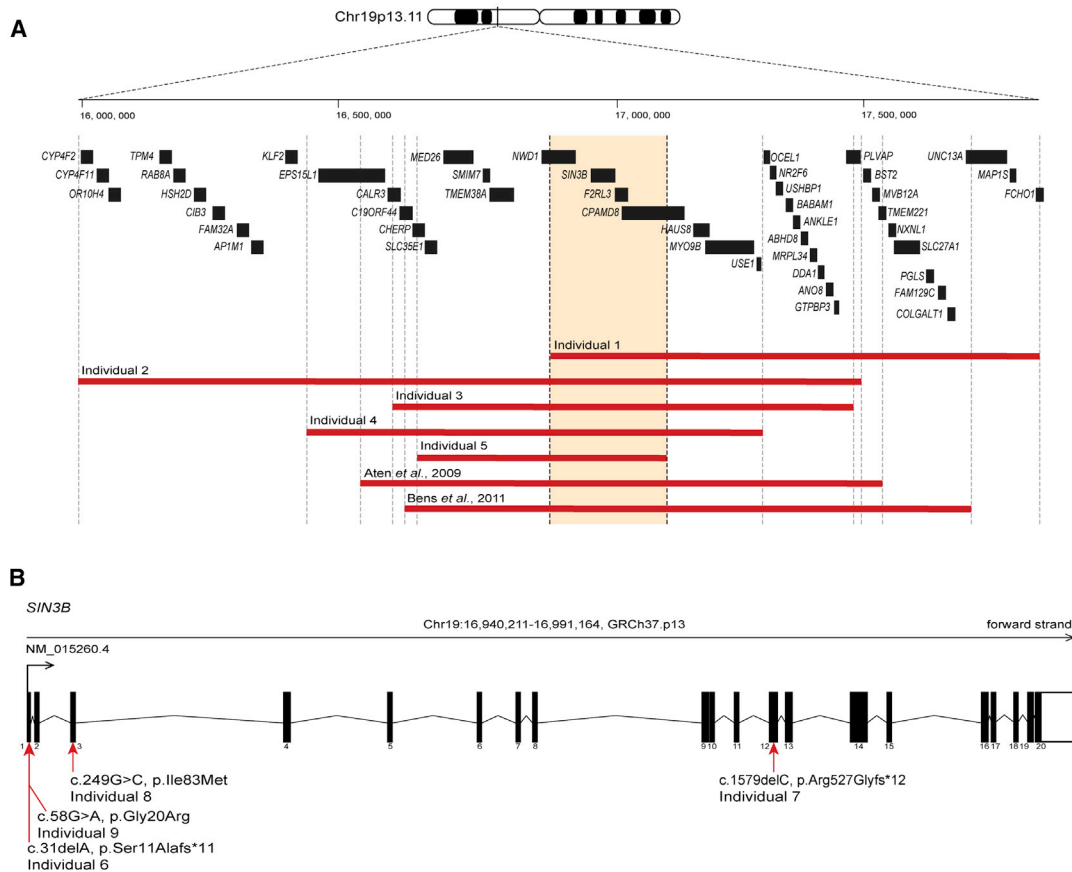 A
Chr19p13.11
16,000,000
16,500,000
17,000,000
17,500,000
CYP4F2
TPM4
KLF2
MED26
NWD1
OCEL1
PLVAP
UNC13A
CYP4F11
RAB8A
EPS15L1
SMIM7
SIN3B
NR2F6
BST2
MAP1S
OR10H4
HSH2D
CALR3
TMEM38A
F2RL3
USHBP1
MVB12A
FCHO1
CIB3
C19ORF44
CPAMD8
BABAM1
TMEM221
FAM32A
CHERP
HAUS8
ANKLE1
NXNL1
AP1M1
SLC35E1
MYO9B
ABHD8
SLC27A1
USE1
MRPL34
DDA1
PGLS
ANO8
FAM129C
GTPBP3
COLGALT1
Individual 1
Individual 2
Individual 3
Individual 4
Individual 5
Aten et al., 2009
Bens et al., 2011
B
SIN3B
Chr19:16,940,211-16,991,164, GRCh37.p13
forward strand
NM_015260.4
1 2 3 4 5 6 7 8 9 10 11 12 13 14 15 16 17 18 19 20
c.249G>C, p.Ile83Met
Individual 8
c.1579delC, p.Arg527Glyfs*12
Individual 7
c.58G>A, p.Gly20Arg
Individual 9
c.31delA, p.Ser11Alafs*11
Individual 6